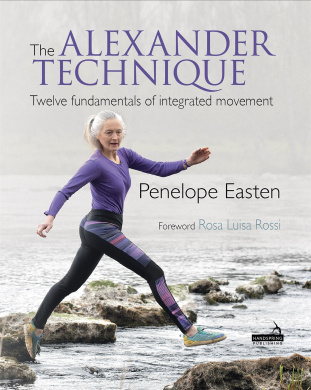 The ALEXANDER
TECHNIQUE
Twelve fundamentals of integrated movement
Penelope Easten
Foreword Rosa Luisa Rossi
HANDSPRING
PUBLISHING